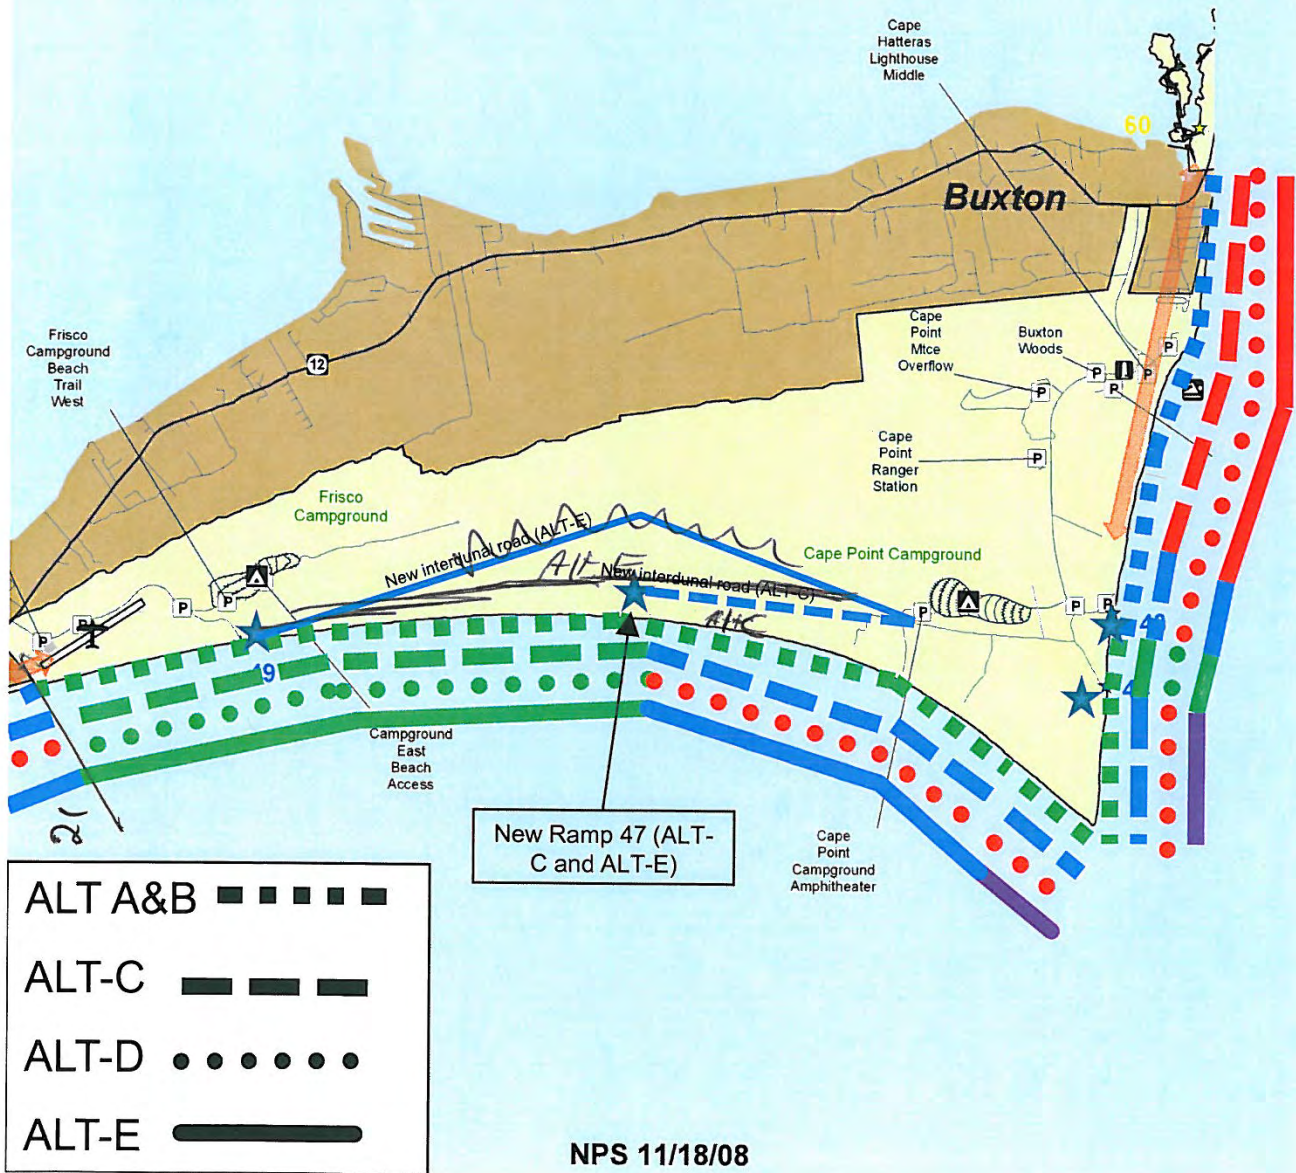 Cape
Hatteras
Lighthouse
Middle
60
Buxton
Frisco
Campground
Beach
Trail
West
12
Cape
Point
Mtce
Overflow
Buxton
Woods
P
P
P
P
P
Cape
Point
Ranger
Station
P
Frisco
Campground
New interdunal road (ALT-E)
Alt E
New interdunal road (ALT-C)
Alt C
Cape Point Campground
P
P
P
P
P
P
P
49
Campground
East
Beach
Access
New Ramp 47 (ALT-
C and ALT-E)
Cape
Point
Campground
Amphitheater
ALT A&B
ALT-C
ALT-D
ALT-E
NPS 11/18/08